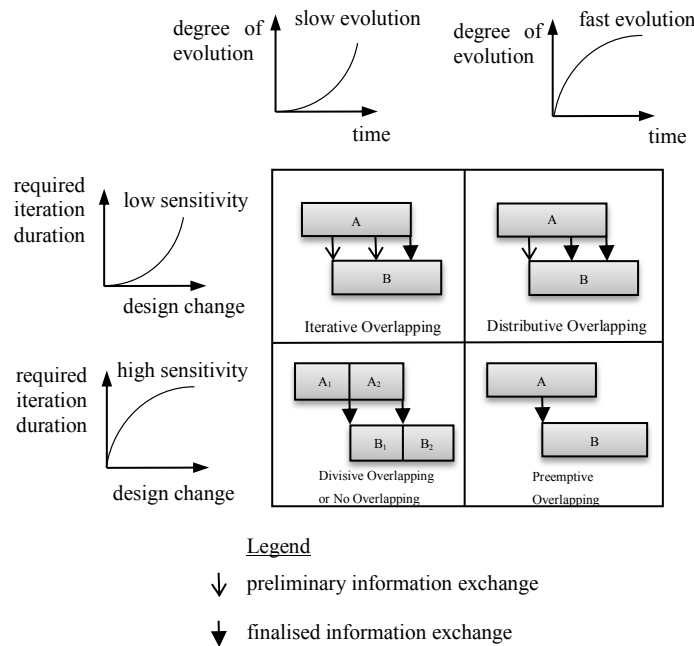 degree of
evolution
slow evolution
time
degree of
evolution
fast evolution
time
required
iteration
duration
low sensitivity
design change
A
B
Iterative Overlapping
A
B
Distributive Overlapping
required
iteration
duration
high sensitivity
design change
A₁ A₂
B₁ B₂
Divisive Overlapping
or No Overlapping
A
B
Preemptive
Overlapping
Legend
preliminary information exchange
finalised information exchange